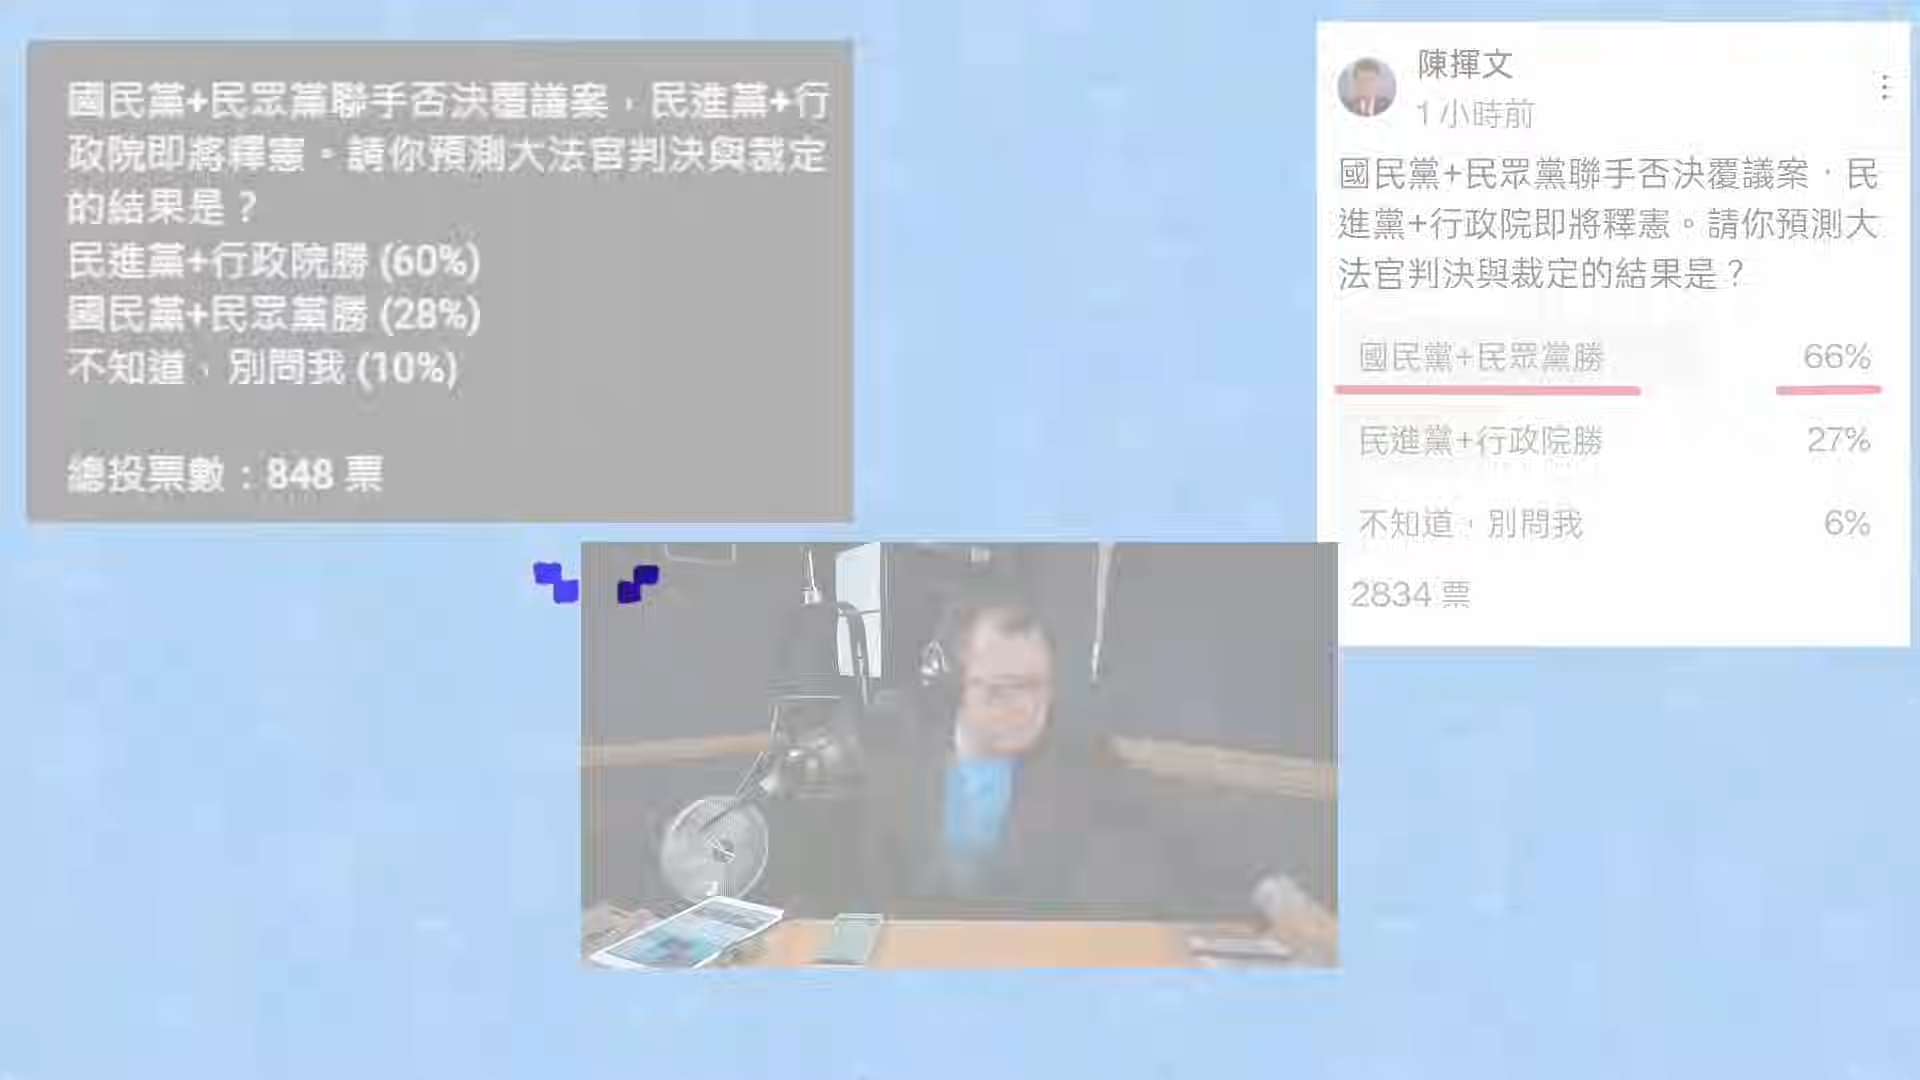 國民黨+民眾黨聯手否決覆議案，民進黨+行
政院即將釋憲。請你預測大法官判決與裁定
的結果是？
民進黨+行政院勝 (60%)
國民黨+民眾黨勝 (28%)
不知道，別問我 (10%)
總投票數：848 票
陳揮文
1 小時前
國民黨+民眾黨聯手否決覆議案，民
進黨+行政院即將釋憲。請你預測大
法官判決與裁定的結果是？
國民黨+民眾黨勝 66%
民進黨+行政院勝 27%
不知道，別問我 6%
2834 票